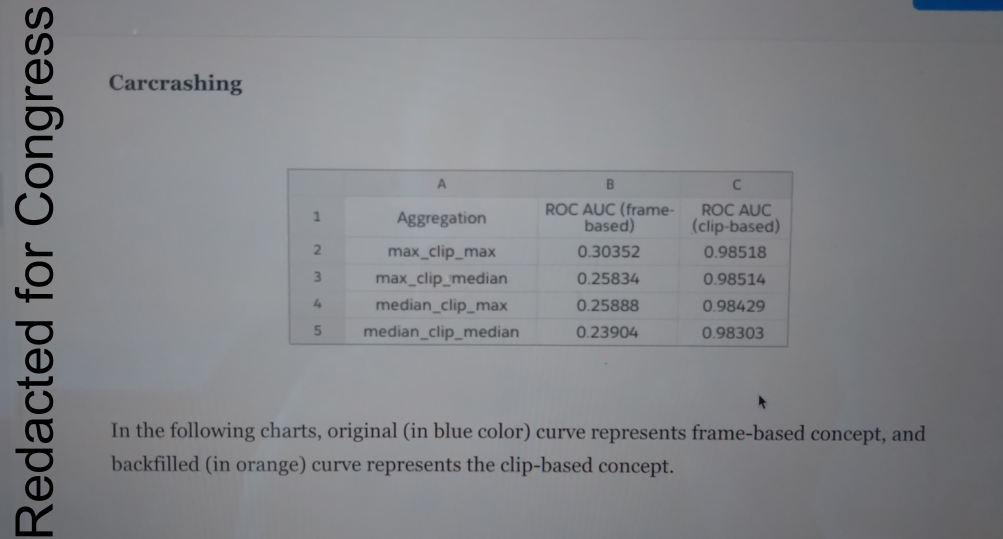 Redacted for Congress
Carcrashing
A B C
1 Aggregation ROC AUC (frame-based) ROC AUC (clip-based)
2 max_clip_max 0.30352 0.98518
3 max_clip_median 0.25834 0.98514
4 median_clip_max 0.25888 0.98429
5 median_clip_median 0.23904 0.98303
In the following charts, original (in blue color) curve represents frame-based concept, and
backfilled (in orange) curve represents the clip-based concept.